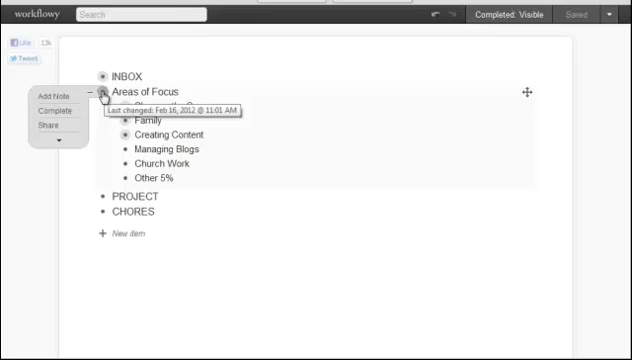 workflowy
Search
Completed: Visible
Saved
Like 13k
Tweet
INBOX
Areas of Focus
Add Note
Complete
Share
Last changed: Feb 16, 2012 @ 11:01 AM
Family
Creating Content
Managing Blogs
Church Work
Other 5%
PROJECT
CHORES
New item